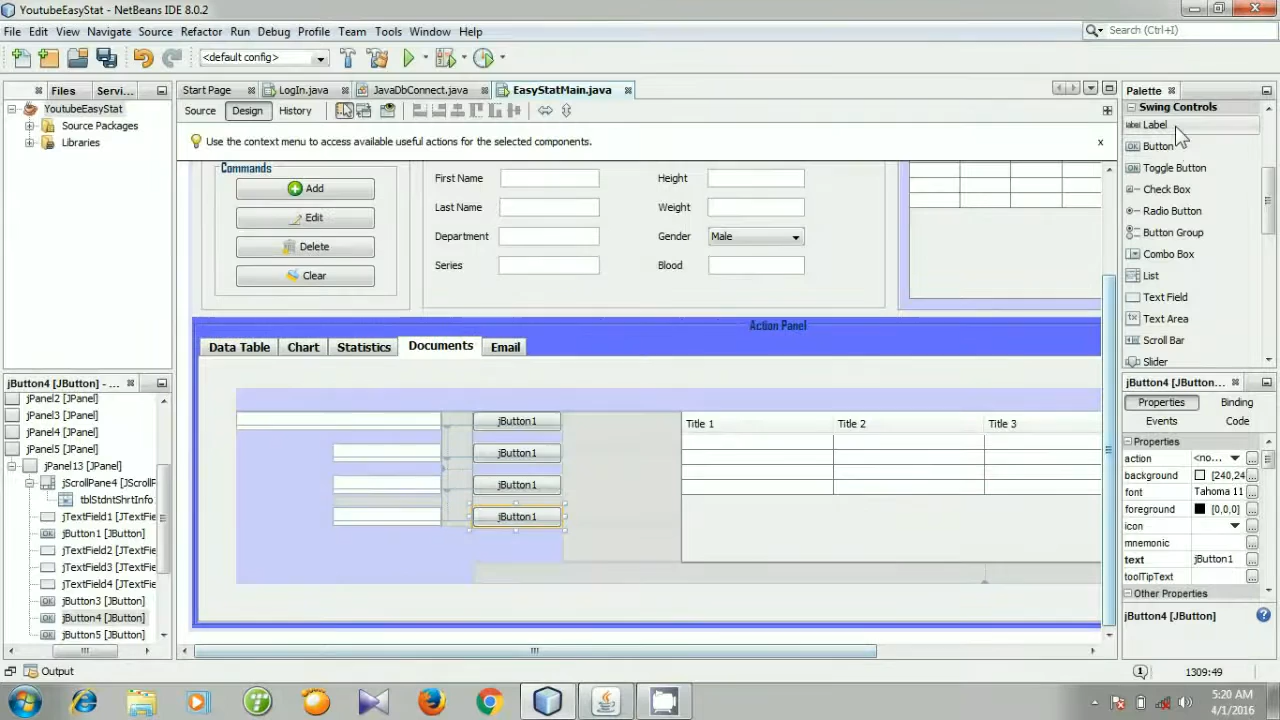 YoutubeEasyStat - NetBeans IDE 8.0.2
File Edit View Navigate Source Refactor Run Debug Profile Team Tools Window Help
Search (Ctrl+I)
<default config>
Files Servi...
Start Page LogIn.java JavaDbConnect.java EasyStatMain.java
Palette
Source Design History
YoutubeEasyStat
Source Packages
Libraries
Use the context menu to access available useful actions for the selected components.
x
Swing Controls
Label
Button
Toggle Button
Check Box
Radio Button
Button Group
Combo Box
List
Text Field
Text Area
Scroll Bar
Slider
Commands
Add
Edit
Delete
Clear
First Name Height
Last Name Weight
Department Gender Male
Series Blood
Action Panel
Data Table Chart Statistics Documents Email
jButton1
jButton1
jButton1
jButton1
Title 1 Title 2 Title 3
jButton4 [JButton] - ...
jPanel2 [JPanel]
jPanel3 [JPanel]
jPanel4 [JPanel]
jPanel5 [JPanel]
jPanel13 [JPanel]
jScrollPane4 [JScrollP
tblStdntShrtInfo
jTextField1 [JTextFie
jButton1 [JButton]
jTextField2 [JTextFie
jTextField3 [JTextFie
jTextField4 [JTextFie
jButton3 [JButton]
jButton4 [JButton]
jButton5 [JButton]
jButton4 [JButton...
Properties Binding
Events Code
Properties
action <no... ...
background [240,24 ...
font Tahoma 11 ...
foreground [0,0,0] ...
icon ...
mnemonic ...
text jButton1 ...
toolTipText ...
Other Properties
jButton4 [JButton]
Output
1 1309:49
5:20 AM
4/1/2016